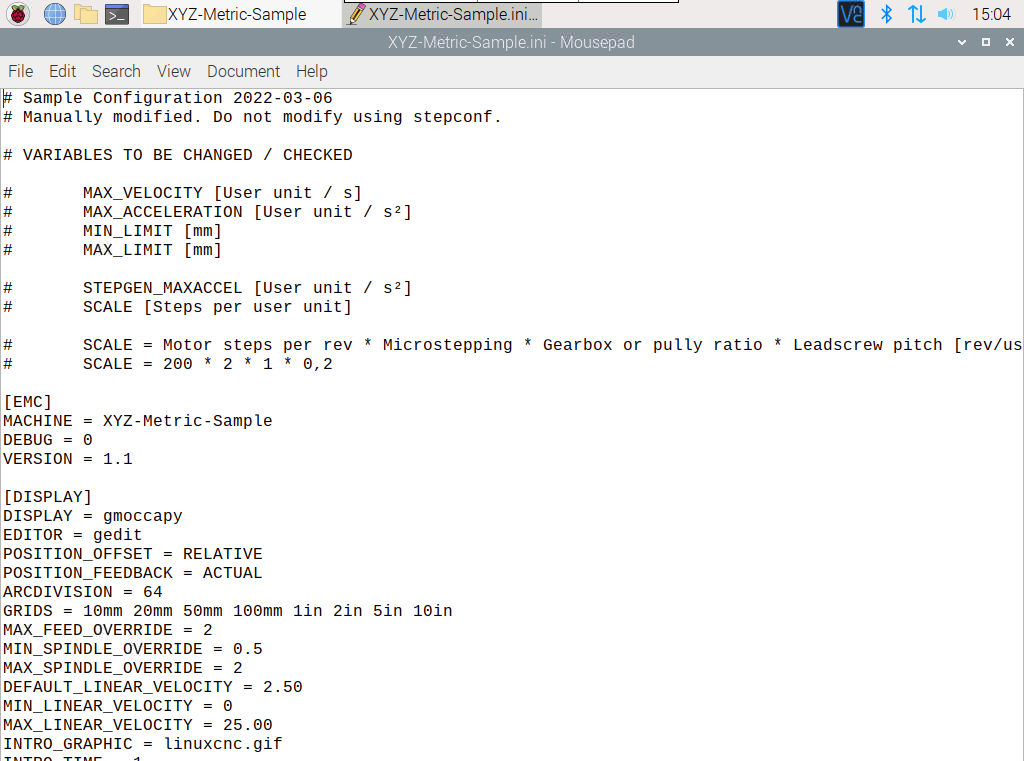 XYZ-Metric-Sample XYZ-Metric-Sample.ini... 15:04
XYZ-Metric-Sample.ini - Mousepad
File Edit Search View Document Help
# Sample Configuration 2022-03-06
# Manually modified. Do not modify using stepconf.
# VARIABLES TO BE CHANGED / CHECKED
# MAX_VELOCITY [User unit / s]
# MAX_ACCELERATION [User unit / s²]
# MIN_LIMIT [mm]
# MAX_LIMIT [mm]
# STEPGEN_MAXACCEL [User unit / s²]
# SCALE [Steps per user unit]
# SCALE = Motor steps per rev * Microstepping * Gearbox or pully ratio * Leadscrew pitch [rev/us
# SCALE = 200 * 2 * 1 * 0,2
[EMC]
MACHINE = XYZ-Metric-Sample
DEBUG = 0
VERSION = 1.1
[DISPLAY]
DISPLAY = gmoccapy
EDITOR = gedit
POSITION_OFFSET = RELATIVE
POSITION_FEEDBACK = ACTUAL
ARCDIVISION = 64
GRIDS = 10mm 20mm 50mm 100mm 1in 2in 5in 10in
MAX_FEED_OVERRIDE = 2
MIN_SPINDLE_OVERRIDE = 0.5
MAX_SPINDLE_OVERRIDE = 2
DEFAULT_LINEAR_VELOCITY = 2.50
MIN_LINEAR_VELOCITY = 0
MAX_LINEAR_VELOCITY = 25.00
INTRO_GRAPHIC = linuxcnc.gif